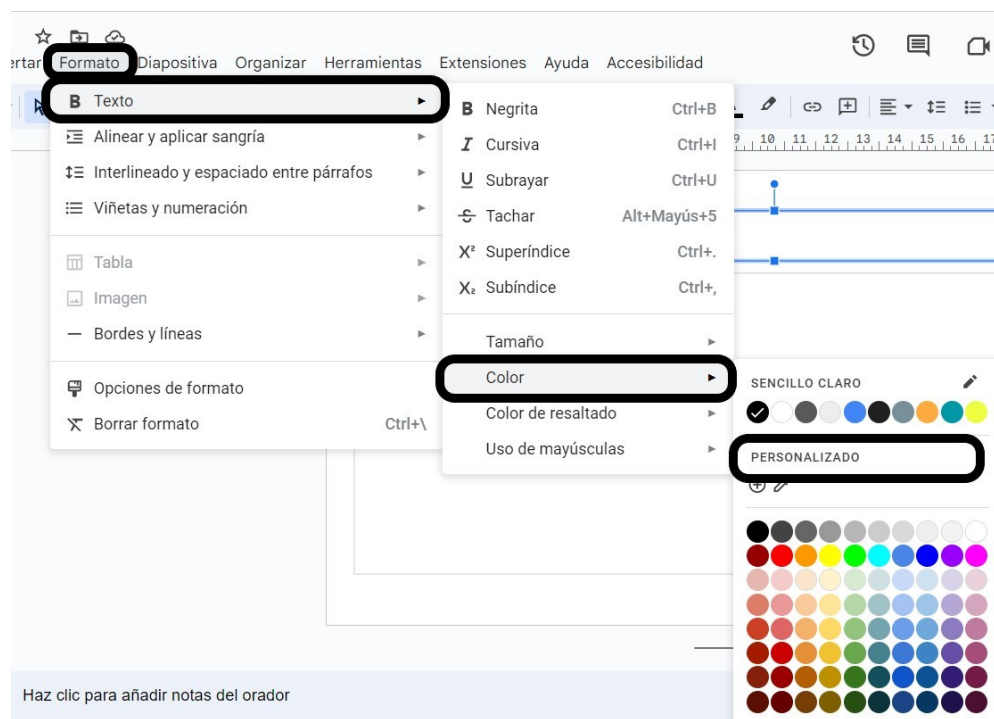 ertar Formato Diapositiva Organizar Herramientas Extensiones Ayuda Accesibilidad
B Texto
Alinear y aplicar sangría
Interlineado y espaciado entre párrafos
Viñetas y numeración
Tabla
Imagen
Bordes y líneas
Opciones de formato
Borrar formato Ctrl+\
B Negrita Ctrl+B
I Cursiva Ctrl+I
U Subrayar Ctrl+U
S Tachar Alt+Mayús+5
X² Superíndice Ctrl+.
X₂ Subíndice Ctrl+,
Tamaño
Color
Color de resaltado
Uso de mayúsculas
9 10 11 12 13 14 15 16 17
SENCILLO CLARO
PERSONALIZADO
Haz clic para añadir notas del orador